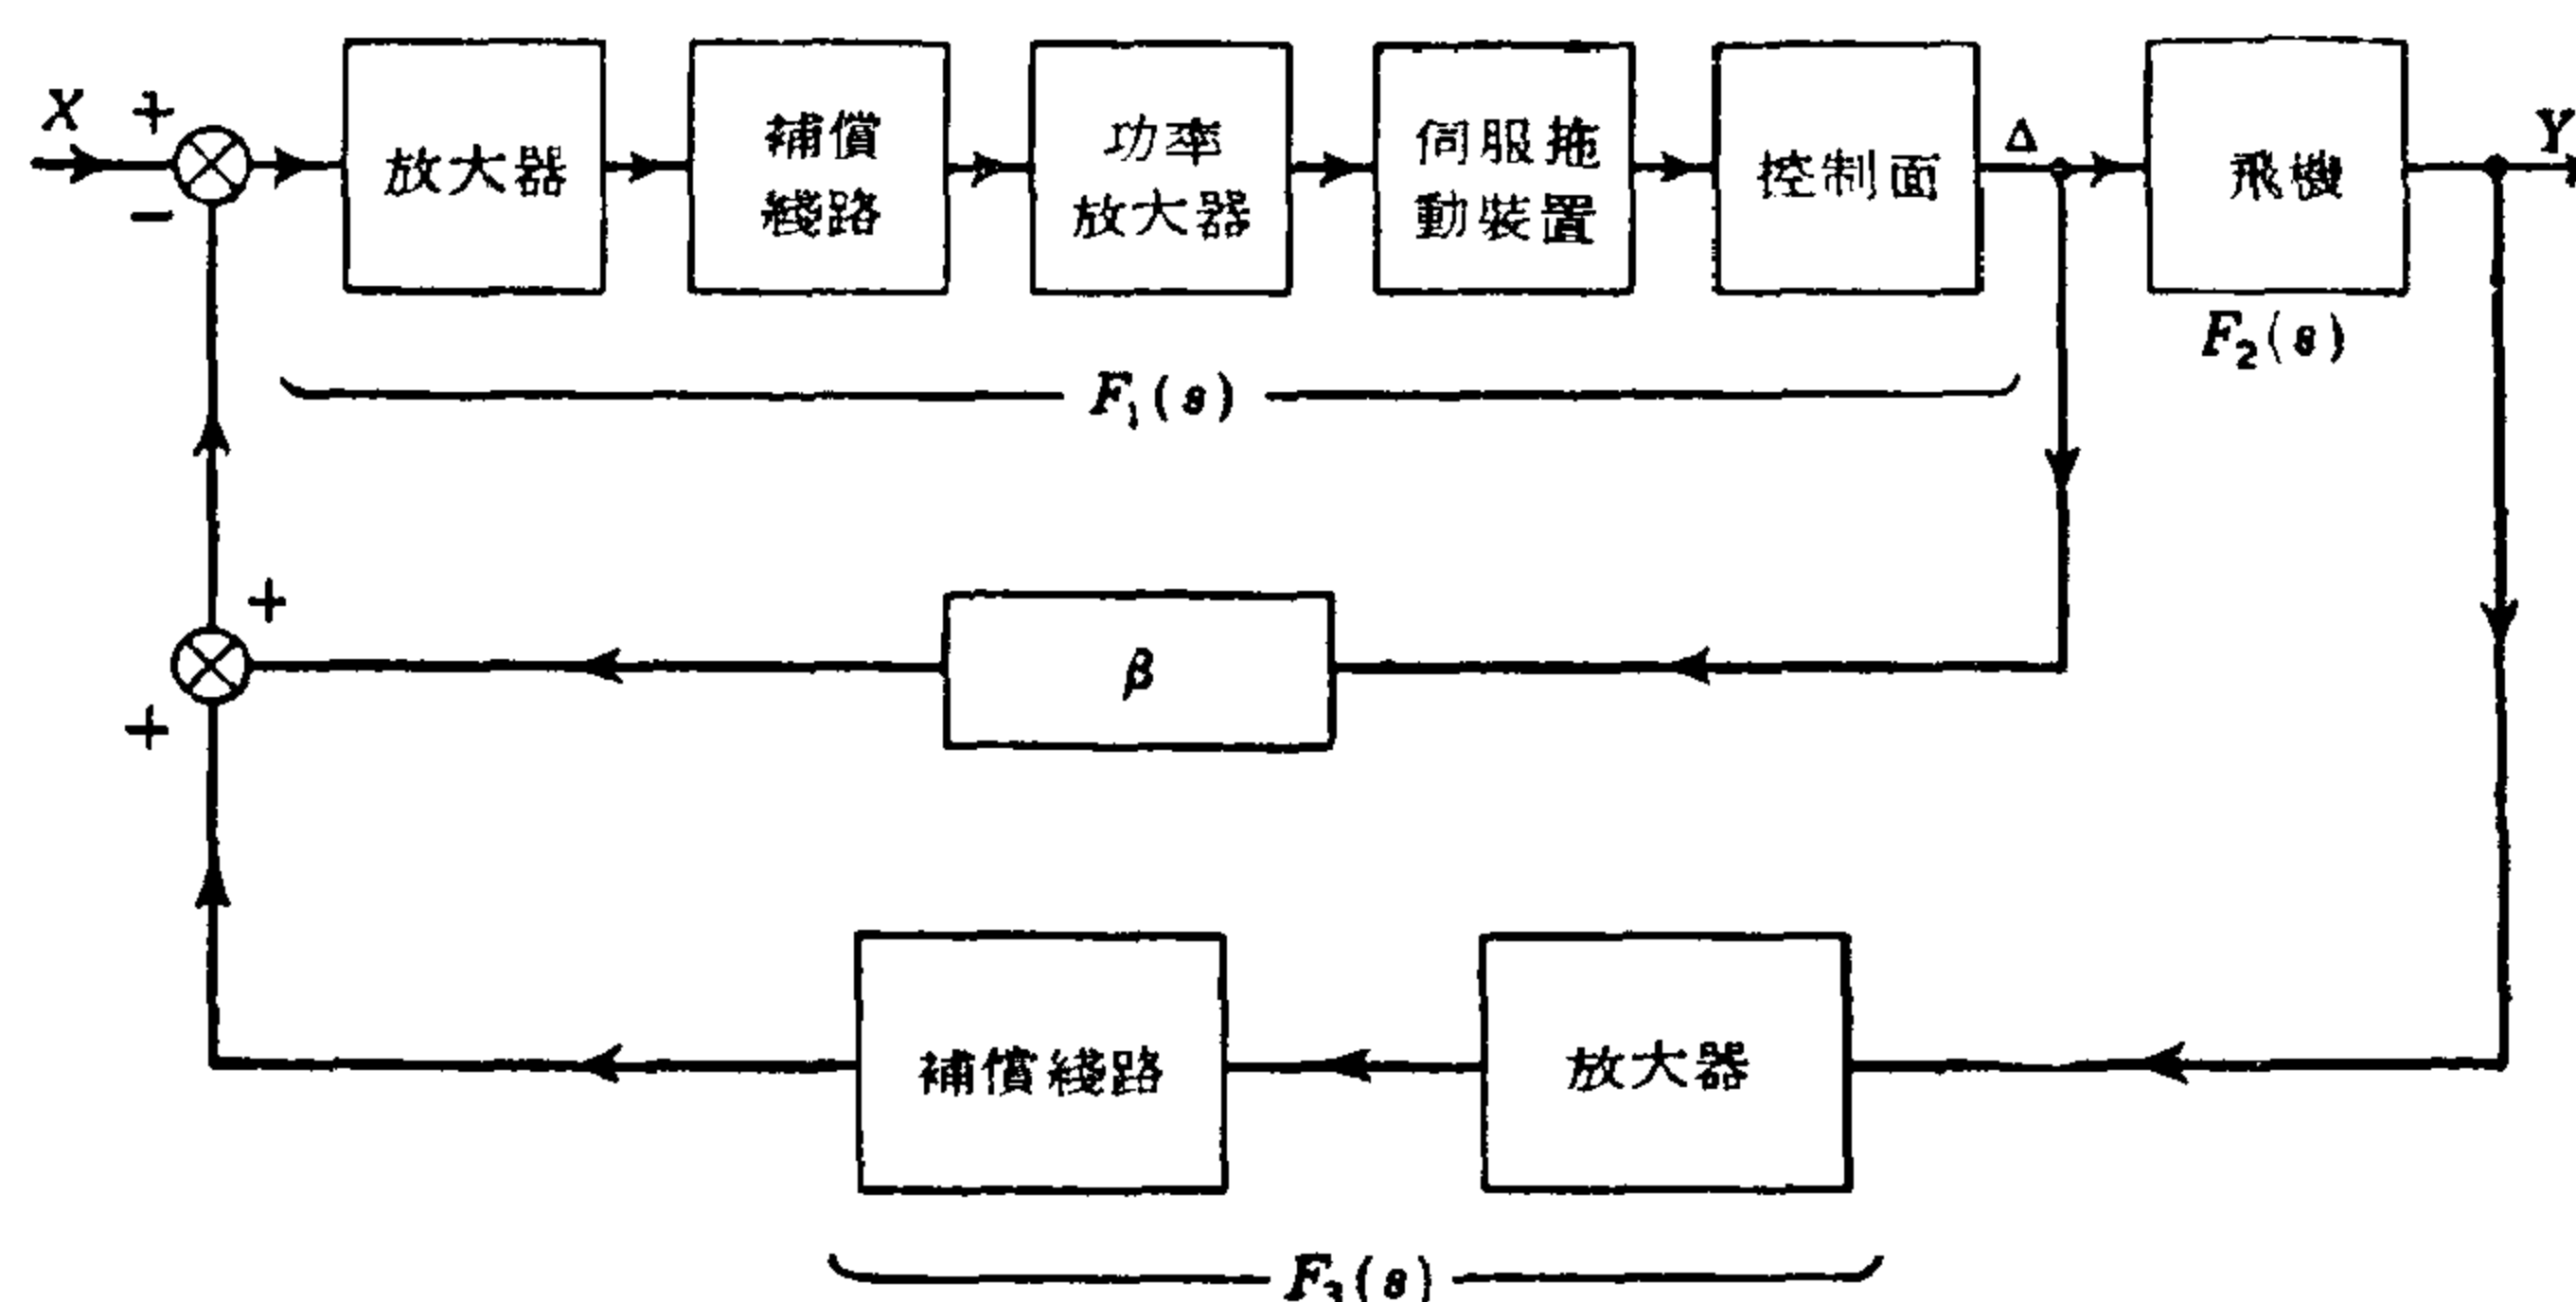 X + −
放大器
補償
綫路
功率
放大器
伺服拖
動裝置
控制面
Δ
飛機
Y
F₂(s)
F₁(s)
+
β
+
補償綫路
放大器
F₃(s)